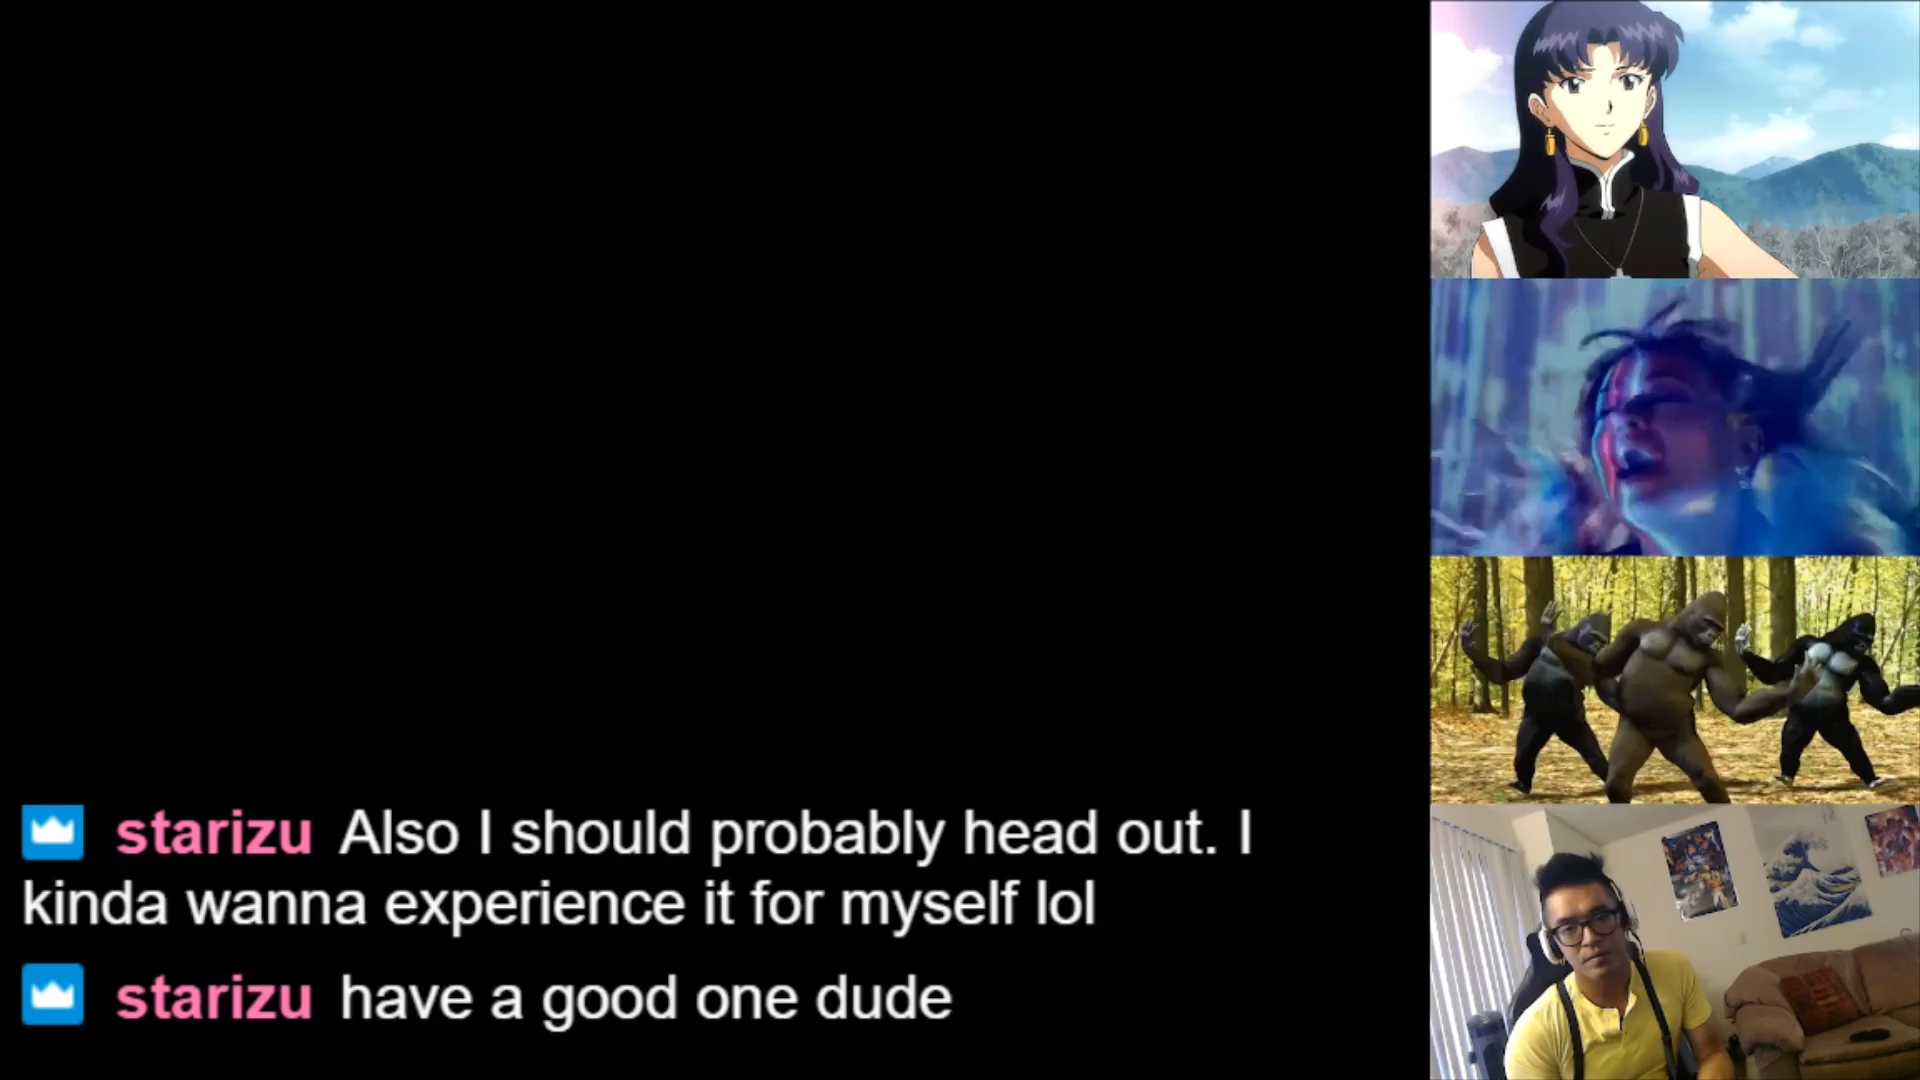 starizu Also I should probably head out. I
kinda wanna experience it for myself lol
starizu have a good one dude